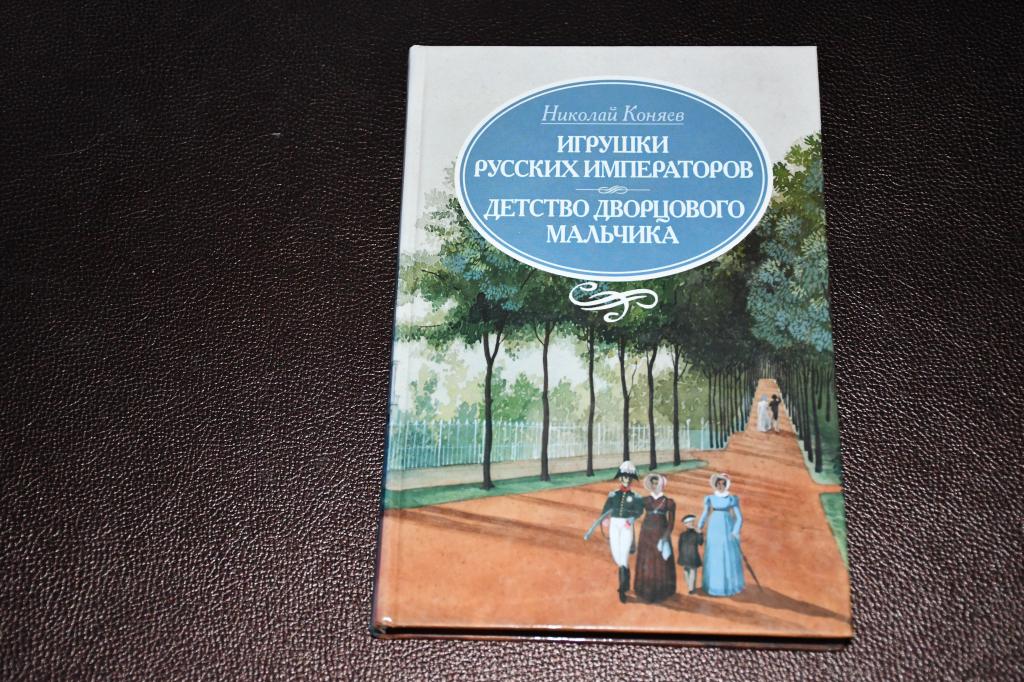 Николай Коняев
ИГРУШКИ
РУССКИХ ИМПЕРАТОРОВ
ДЕТСТВО ДВОРЦОВОГО
МАЛЬЧИКА